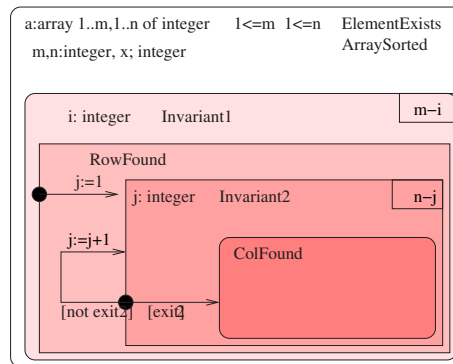 a:array 1..m,1..n of integer 1<=m 1<=n ElementExists
m,n:integer, x; integer ArraySorted
i: integer Invariant1 m−i
RowFound
j:=1
j: integer Invariant2 n−j
j:=j+1
ColFound
[not exit2] [exit2]